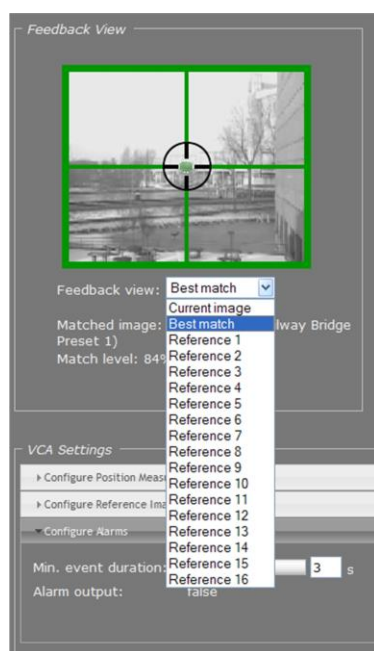 Feedback View
Feedback view: Best match
Current image
Best match
Matched image: lway Bridge
Preset 1)
Match level: 84%
Reference 1
Reference 2
Reference 3
Reference 4
Reference 5
Reference 6
Reference 7
Reference 8
Reference 9
Reference 10
Reference 11
Reference 12
Reference 13
Reference 14
Reference 15
Reference 16
VCA Settings
Configure Position Meas
Configure Reference Ima
Configure Alarms
Min. event duration: 3 s
Alarm output: false